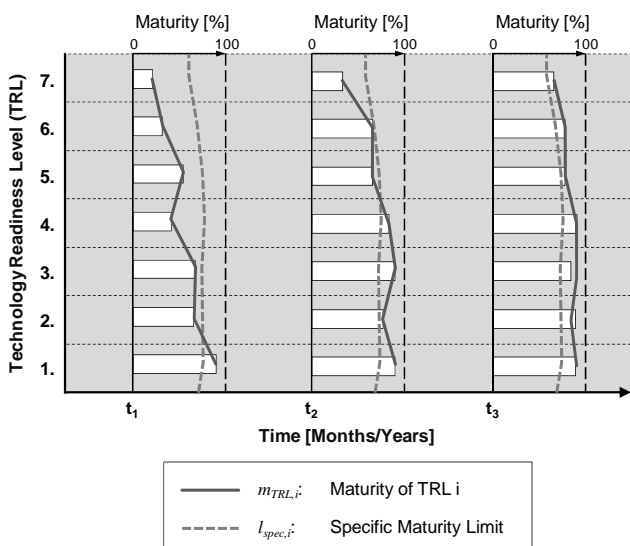 Maturity [%] Maturity [%] Maturity [%]
0 100 0 100 0 100
Technology Readiness Level (TRL)
7.
6.
5.
4.
3.
2.
1.
t1 t2 t3
Time [Months/Years]
mTRL,i: Maturity of TRL i
lspec,i: Specific Maturity Limit